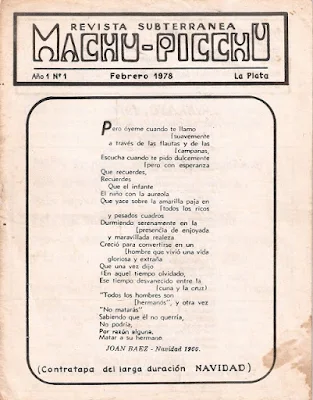 REVISTA SUBTERRANEA
MACHU-PICCHU
Año 1 Nº 1 Febrero 1978 La Plata
Pero óyeme cuando te llamo
[suavemente
a través de las flautas y de las
[campanas,
Escucha cuando te pido dulcemente
[pero con esperanza
Que recuerdes,
Recuerdes
Que el infante
El niño con la aureola
Que yace sobre la amarilla paja en
[todos los ricos
y pesados cuadros
Durmiendo serenamente en la
[presencia de enjoyada
y maravillada realeza
Creció para convertirse en un
[hombre que vivió una vida
gloriosa y extraña
Que una vez dijo
(En aquel tiempo olvidado,
Ese tiempo desvanecido entre la
[cuna y la cruz)
"Todos los hombres son
[hermanos", y otra vez
"No matarás"
Sabiendo que él no querría,
No podría,
Por razón alguna,
Matar a su hermano.
JOAN BAEZ - Navidad 1966.
(Contratapa del larga duración NAVIDAD)